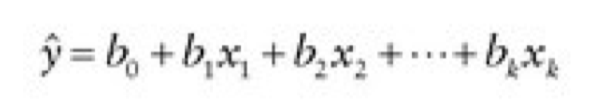 ŷ = b₀ + b₁x₁ + b₂x₂ + ⋯ + bₖxₖ